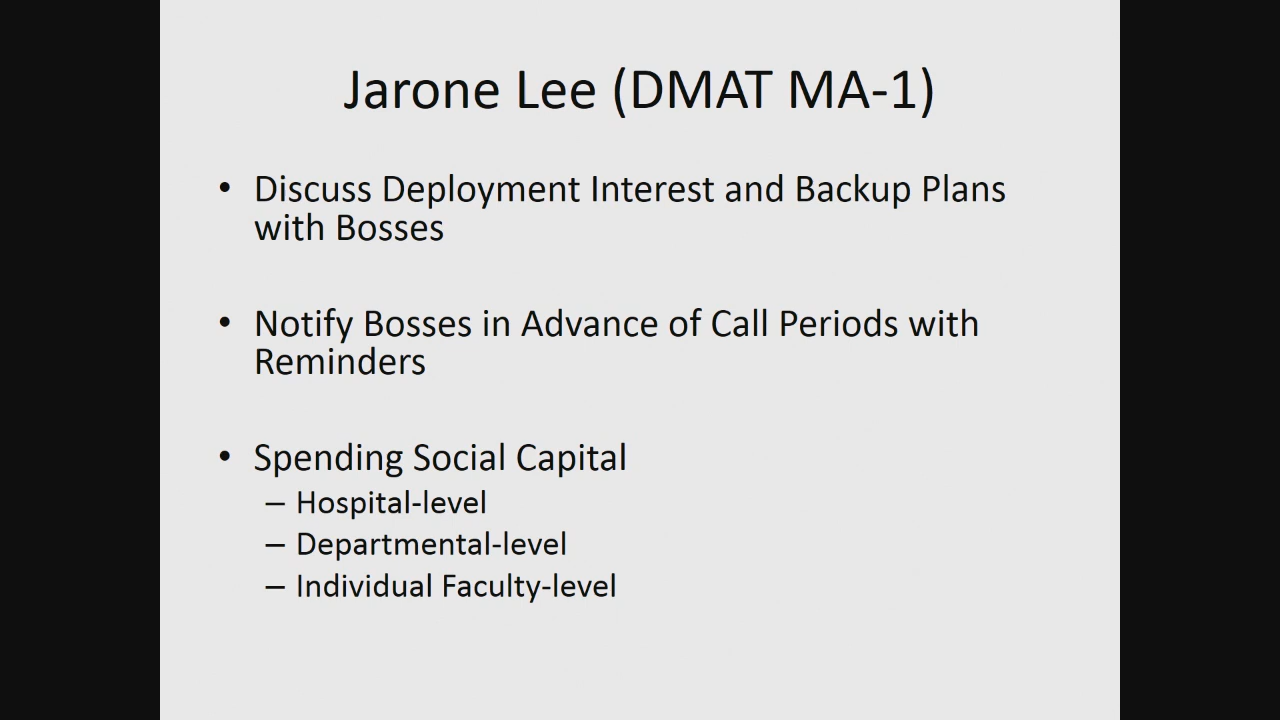 Jarone Lee (DMAT MA-1)
• Discuss Deployment Interest and Backup Plans
with Bosses
• Notify Bosses in Advance of Call Periods with
Reminders
• Spending Social Capital
– Hospital-level
– Departmental-level
– Individual Faculty-level